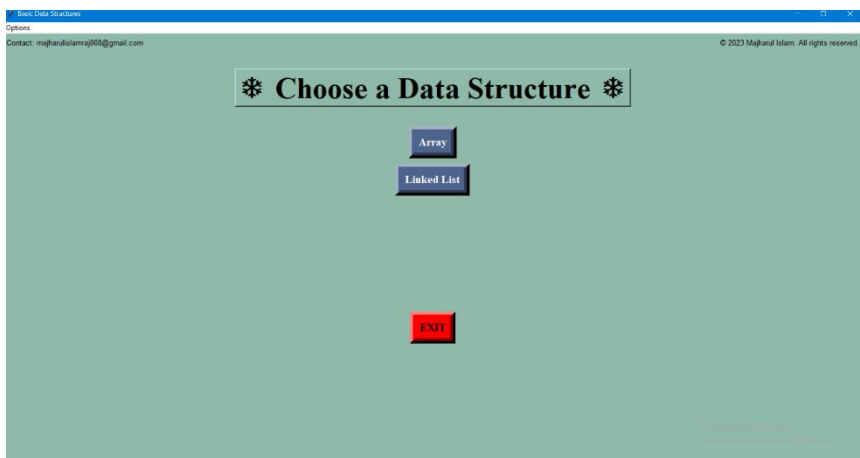 Basic Data Structures
Options
Contact: majharulislamraj009@gmail.com
© 2023 Majharul Islam. All rights reserved.
❄ Choose a Data Structure ❄
Array
Linked List
EXIT